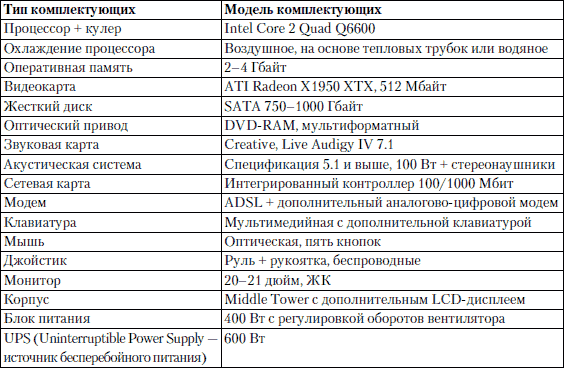 Тип комплектующих Модель комплектующих
Процессор + кулер Intel Core 2 Quad Q6600
Охлаждение процессора Воздушное, на основе тепловых трубок или водяное
Оперативная память 2–4 Гбайт
Видеокарта ATI Radeon X1950 XTX, 512 Мбайт
Жесткий диск SATA 750–1000 Гбайт
Оптический привод DVD-RAM, мультиформатный
Звуковая карта Creative, Live Audigy IV 7.1
Акустическая система Спецификация 5.1 и выше, 100 Вт + стереонаушники
Сетевая карта Интегрированный контроллер 100/1000 Мбит
Модем ADSL + дополнительный аналогово-цифровой модем
Клавиатура Мультимедийная с дополнительной клавиатурой
Мышь Оптическая, пять кнопок
Джойстик Руль + рукоятка, беспроводные
Монитор 20–21 дюйм, ЖК
Корпус Middle Tower с дополнительным LCD-дисплеем
Блок питания 400 Вт с регулировкой оборотов вентилятора
UPS (Uninterruptible Power Supply — 600 Вт
источник бесперебойного питания)